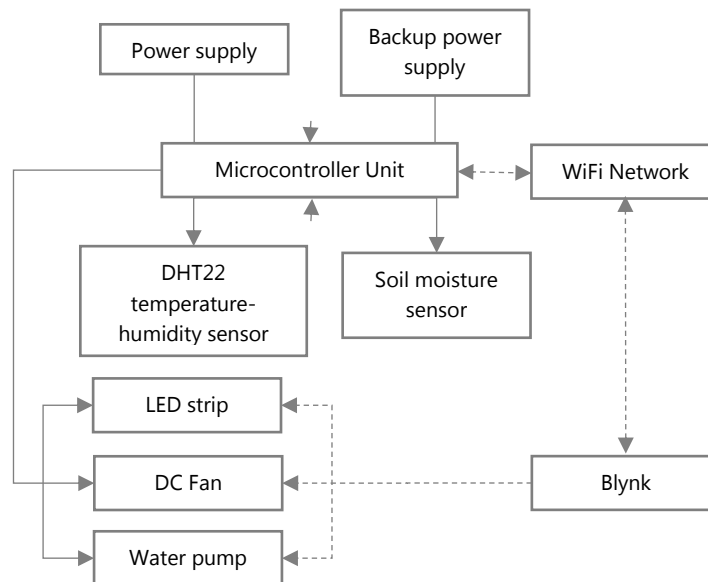 Power supply
Backup power
supply
Microcontroller Unit
WiFi Network
DHT22
temperature-
humidity sensor
Soil moisture
sensor
LED strip
DC Fan
Blynk
Water pump